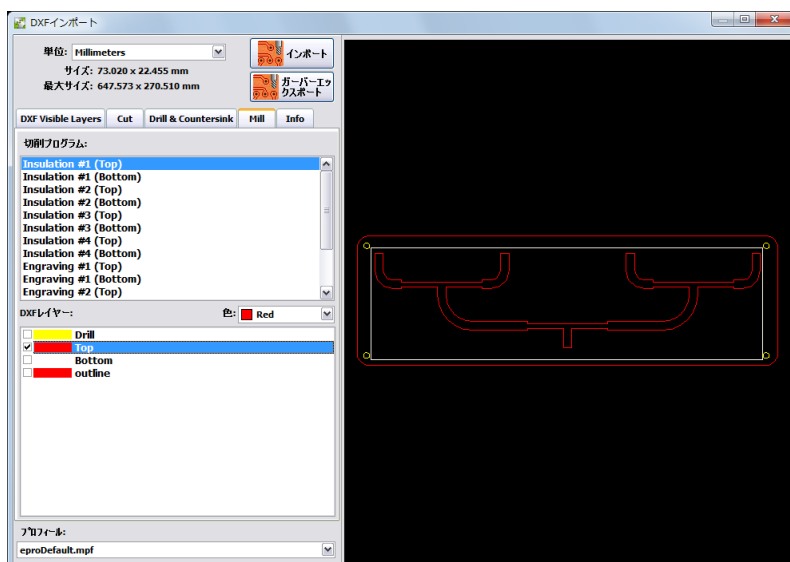 DXFインポート
単位: Millimeters
サイズ: 73.020 x 22.455 mm
最大サイズ: 647.573 x 270.510 mm
インポート
ガーバーエッ
クスポート
DXF Visible Layers Cut Drill & Countersink Mill Info
切削プログラム:
Insulation #1 (Top)
Insulation #1 (Bottom)
Insulation #2 (Top)
Insulation #2 (Bottom)
Insulation #3 (Top)
Insulation #3 (Bottom)
Insulation #4 (Top)
Insulation #4 (Bottom)
Engraving #1 (Top)
Engraving #1 (Bottom)
Engraving #2 (Top)
DXFレイヤー: 色: Red
Drill
Top
Bottom
outline
プロフィール:
eproDefault.mpf